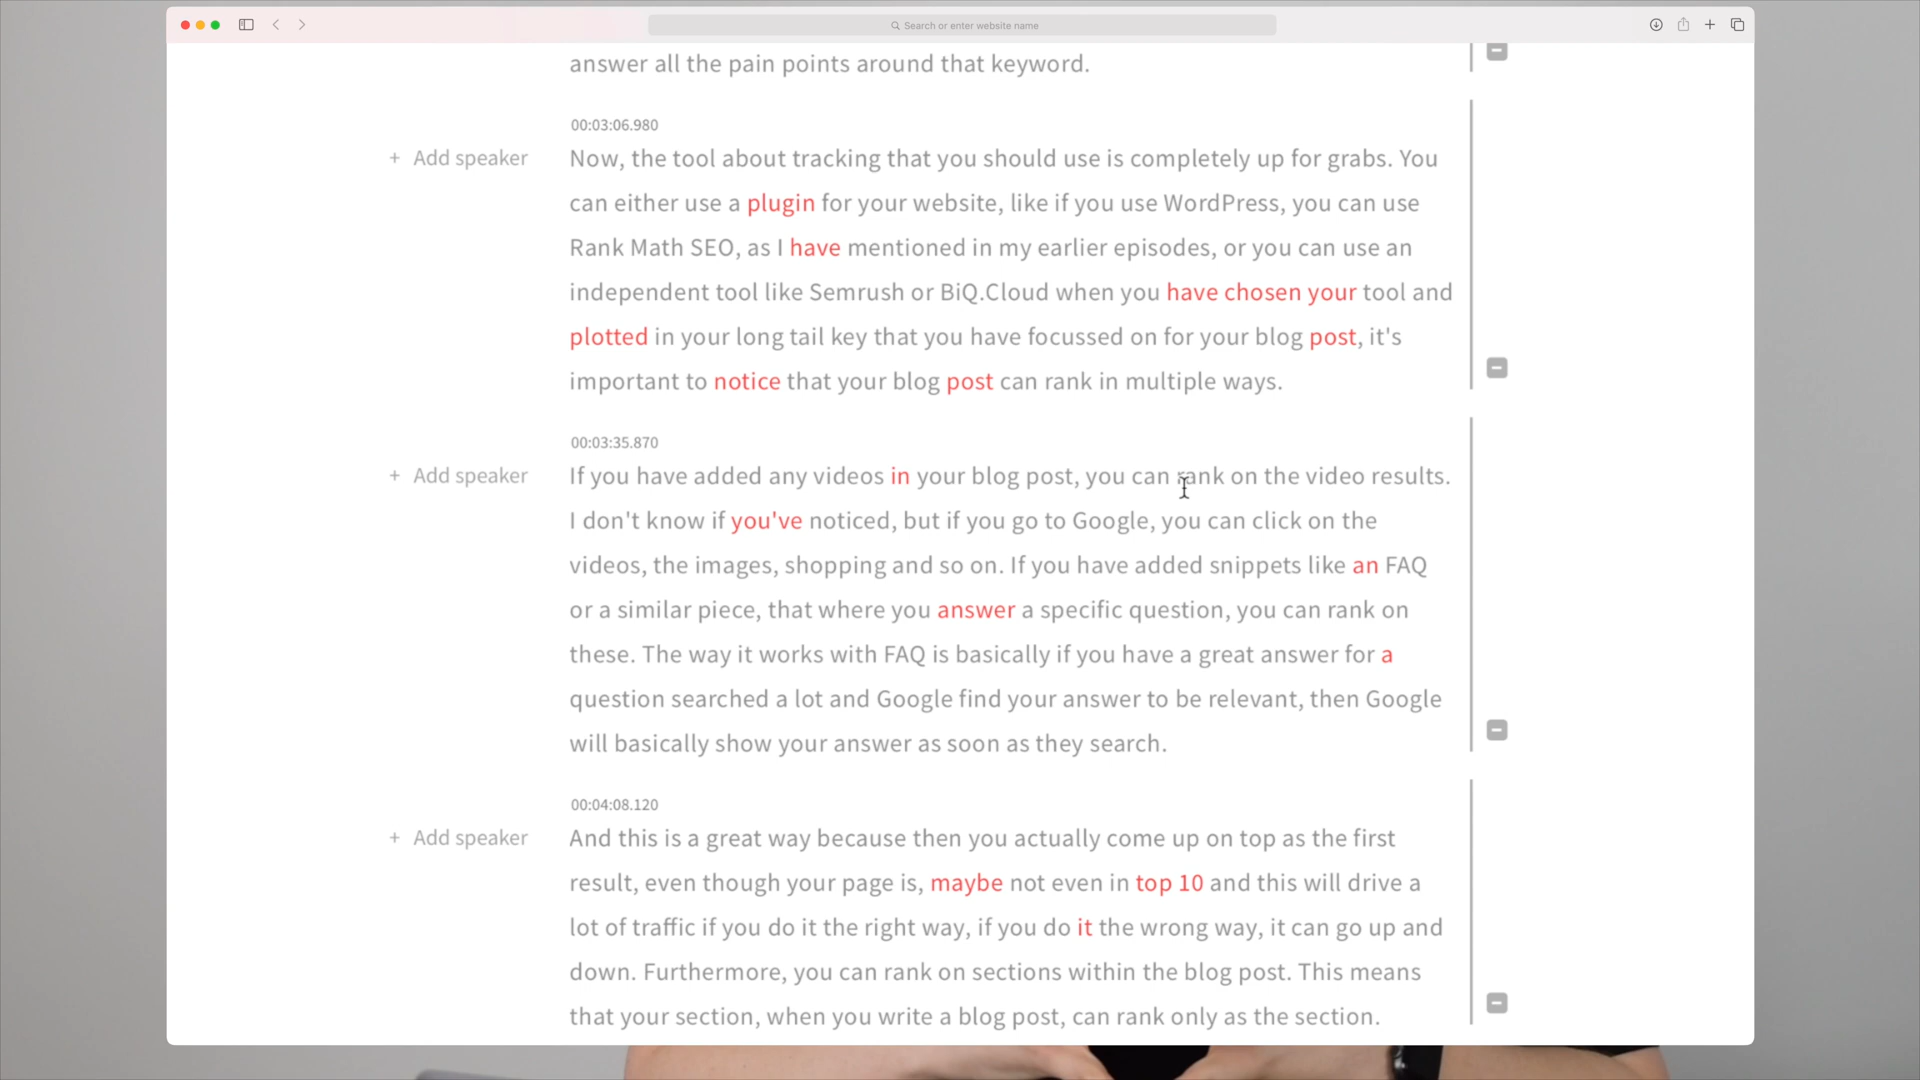 Search or enter website name
answer all the pain points around that keyword.
00:03:06.980
+ Add speaker
Now, the tool about tracking that you should use is completely up for grabs. You
can either use a plugin for your website, like if you use WordPress, you can use
Rank Math SEO, as I have mentioned in my earlier episodes, or you can use an
independent tool like Semrush or BiQ.Cloud when you have chosen your tool and
plotted in your long tail key that you have focussed on for your blog post, it's
important to notice that your blog post can rank in multiple ways.
00:03:35.870
+ Add speaker
If you have added any videos in your blog post, you can rank on the video results.
I don't know if you've noticed, but if you go to Google, you can click on the
videos, the images, shopping and so on. If you have added snippets like an FAQ
or a similar piece, that where you answer a specific question, you can rank on
these. The way it works with FAQ is basically if you have a great answer for a
question searched a lot and Google find your answer to be relevant, then Google
will basically show your answer as soon as they search.
00:04:08.120
+ Add speaker
And this is a great way because then you actually come up on top as the first
result, even though your page is, maybe not even in top 10 and this will drive a
lot of traffic if you do it the right way, if you do it the wrong way, it can go up and
down. Furthermore, you can rank on sections within the blog post. This means
that your section, when you write a blog post, can rank only as the section.